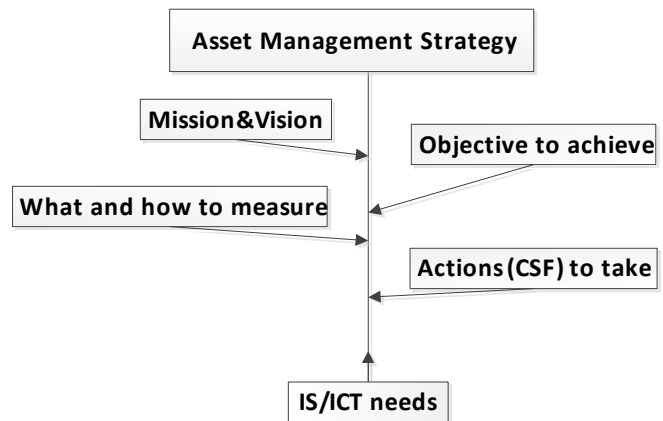 Asset Management Strategy
Mission&Vision
Objective to achieve
What and how to measure
Actions(CSF) to take
IS/ICT needs